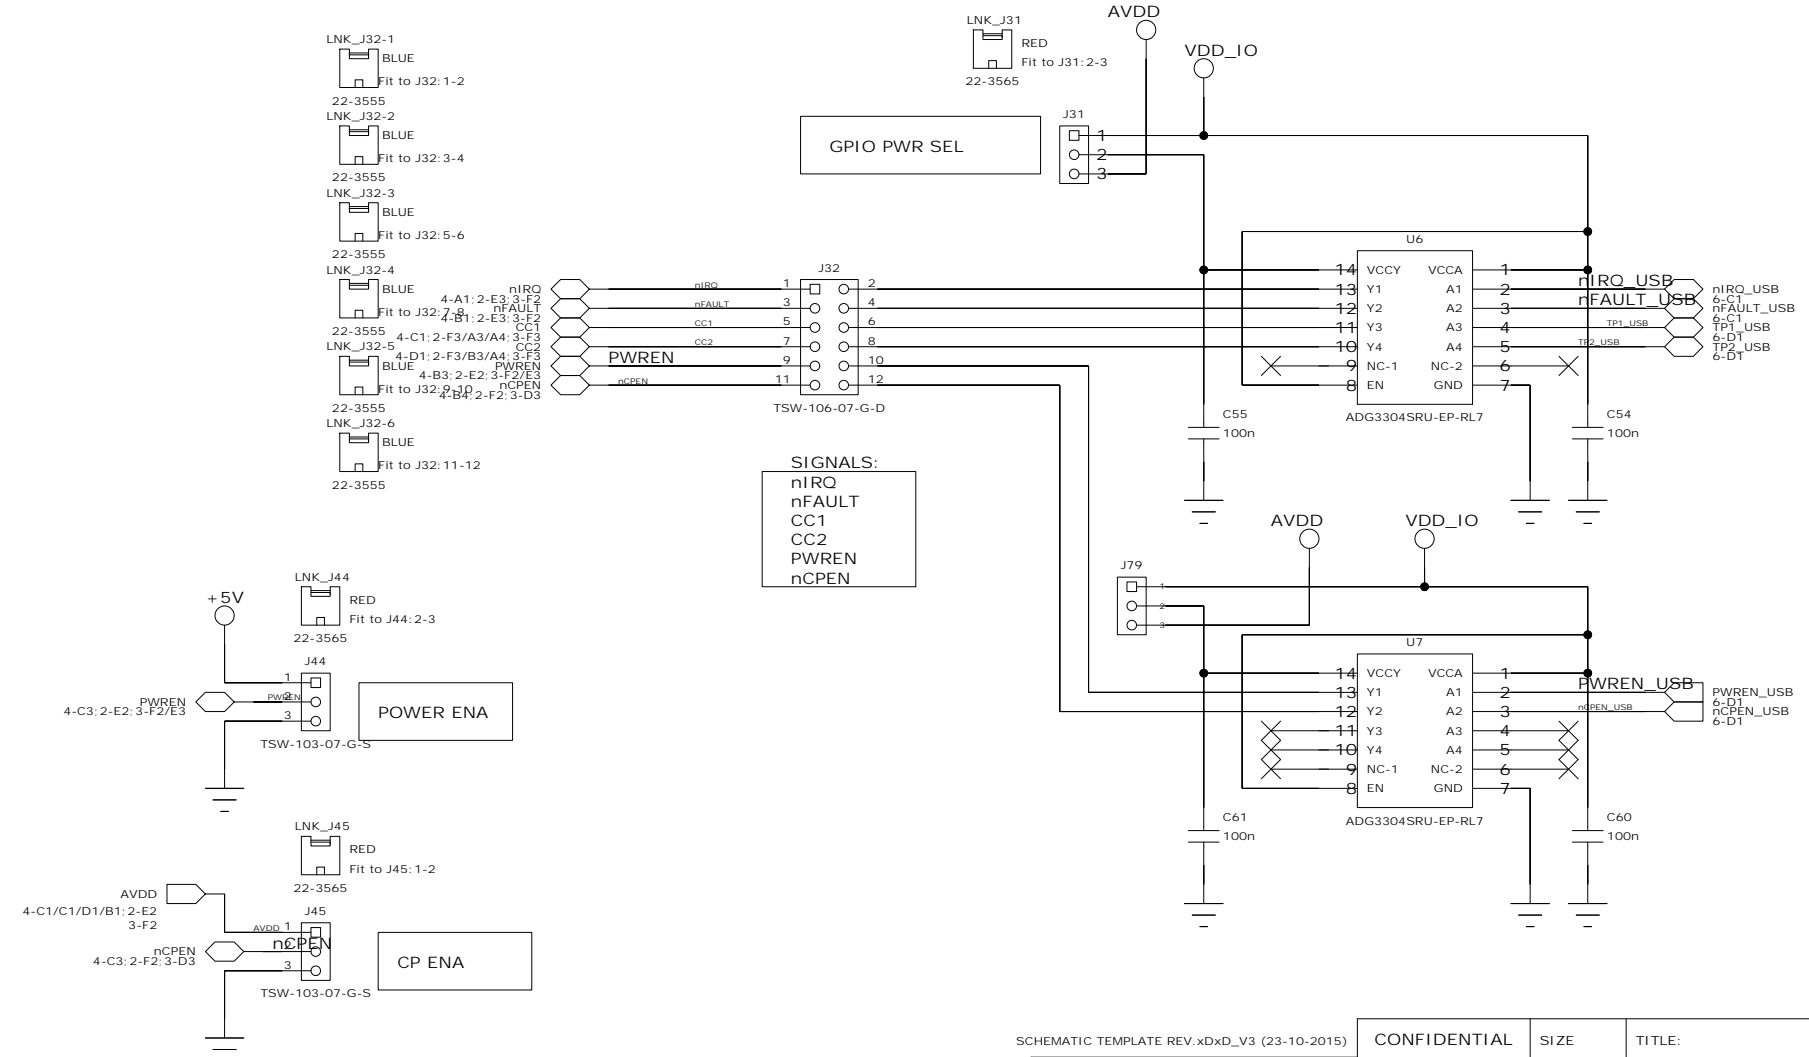 LNK_J32-1
BLUE
Fit to J32:1-2
22-3555
LNK_J32-2
BLUE
Fit to J32:3-4
22-3555
LNK_J32-3
BLUE
Fit to J32:5-6
22-3555
LNK_J32-4
BLUE
Fit to J32:7-8
22-3555
LNK_J32-5
BLUE
Fit to J32:9-10
22-3555
LNK_J32-6
BLUE
Fit to J32:11-12
22-3555
LNK_J31
RED
Fit to J31:2-3
22-3565
AVDD
VDD_IO
GPIO PWR SEL
J31
1
2
3
nIRQ
4-A1;2-E3;3-F2
nFAULT
4-B1;2-E3;3-F2
CC1
4-C1;2-F3/A3/A4;3-F3
CC2
4-D1;2-F3/B3/A4;3-F3
PWREN
4-B3;2-E2;3-F2/E3
nCPEN
4-B4;2-F2;3-D3
nIRQ
nFAULT
CC1
CC2
PWREN
nCPEN
J32
1 2
3 4
5 6
7 8
9 10
11 12
TSW-106-07-G-D
U6
14 VCCY VCCA 1
13 Y1 A1 2
12 Y2 A2 3
11 Y3 A3 4
10 Y4 A4 5
9 NC-1 NC-2 6
8 EN GND 7
ADG3304SRU-EP-RL7
nIRQ_USB
nFAULT_USB
TP1_USB
TP2_USB
nIRQ_USB
6-C1
nFAULT_USB
6-C1
TP1_USB
6-D1
TP2_USB
6-D1
C55
100n
C54
100n
SIGNALS:
nIRQ
nFAULT
CC1
CC2
PWREN
nCPEN
AVDD
VDD_IO
J79
1
2
3
U7
14 VCCY VCCA 1
13 Y1 A1 2
12 Y2 A2 3
11 Y3 A3 4
10 Y4 A4 5
9 NC-1 NC-2 6
8 EN GND 7
ADG3304SRU-EP-RL7
PWREN_USB
nCPEN_USB
PWREN_USB
6-D1
nCPEN_USB
6-D1
C61
100n
C60
100n
LNK_J44
RED
Fit to J44:2-3
22-3565
+5V
J44
1
2
3
PWREN
PWREN
4-C3;2-E2;3-F2/E3
TSW-103-07-G-S
POWER ENA
LNK_J45
RED
Fit to J45:1-2
22-3565
AVDD
4-C1/C1/D1/B1;2-E2
3-F2
J45
AVDD 1
nCPEN
2
3
nCPEN
4-C3;2-F2;3-D3
TSW-103-07-G-S
CP ENA
SCHEMATIC TEMPLATE REV.xDxD_V3 (23-10-2015)
CONFIDENTIAL
SIZE
TITLE: